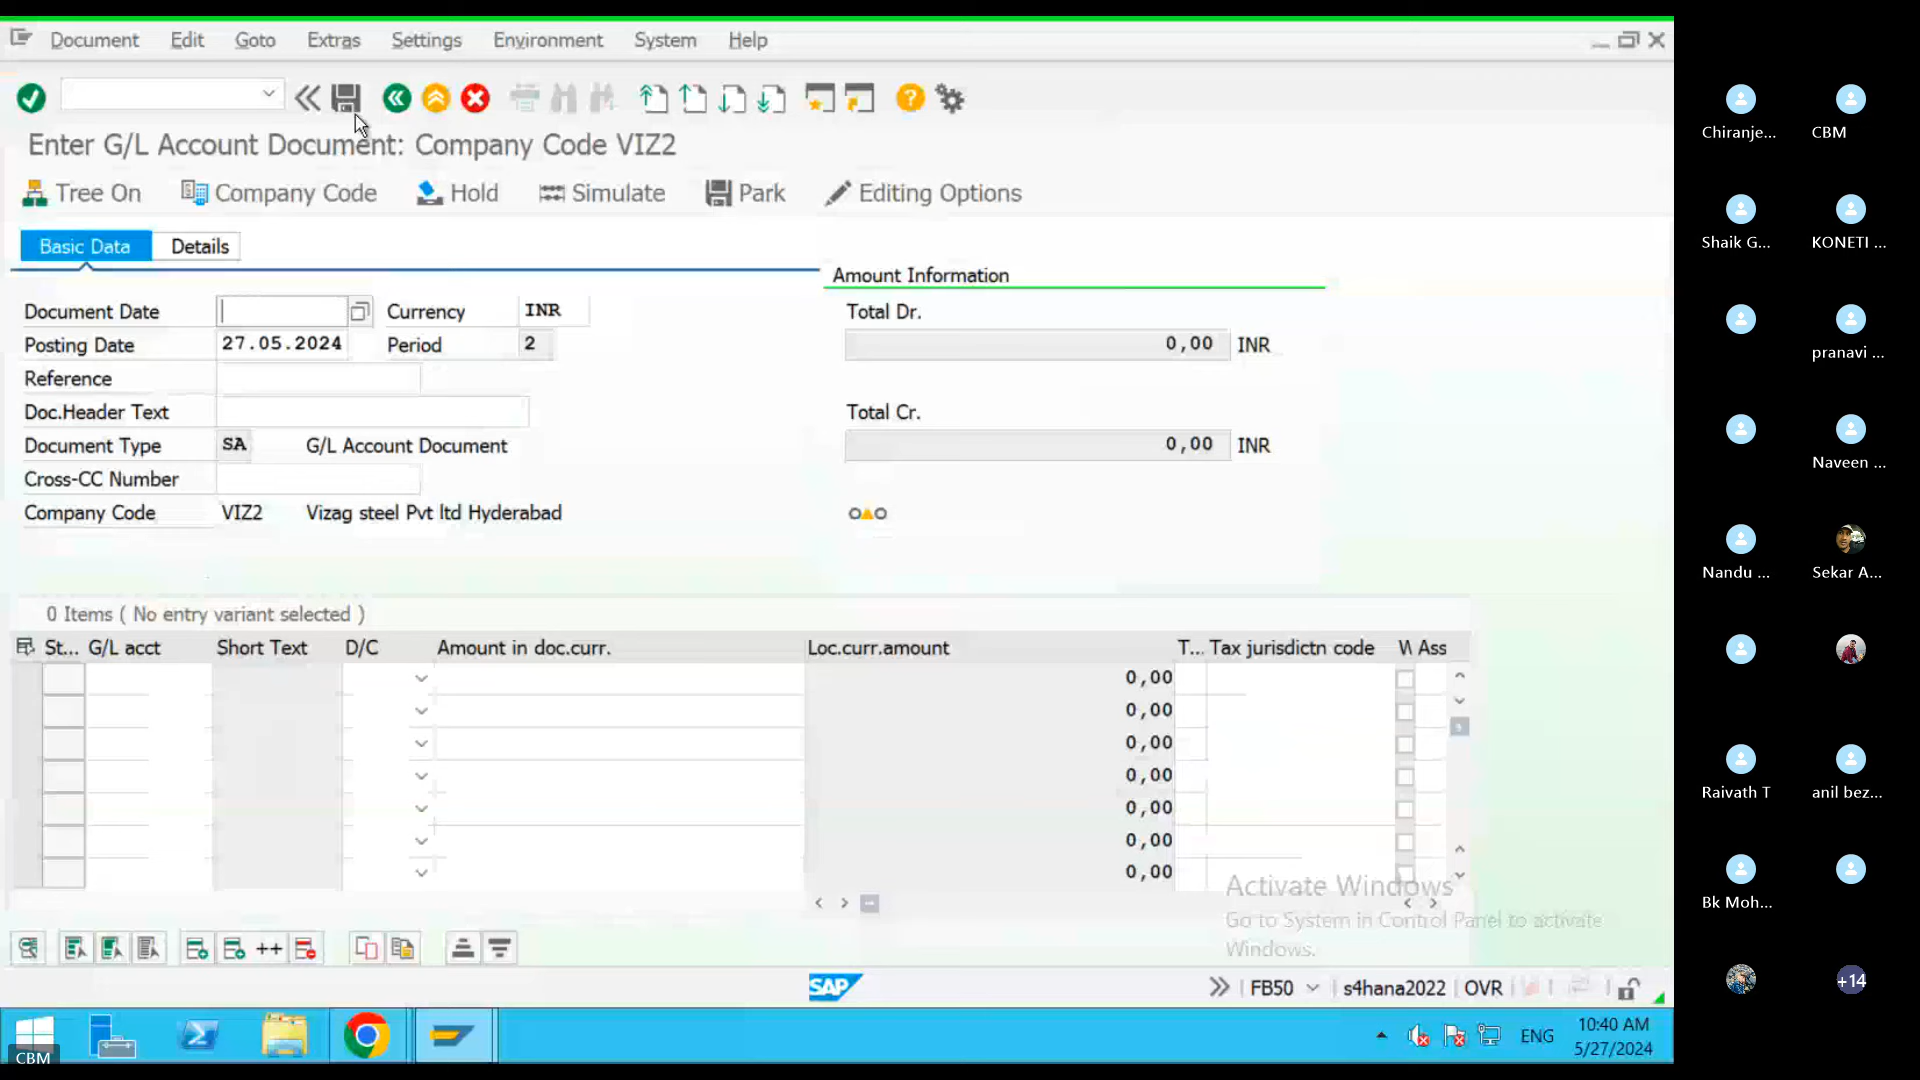 Document Edit Goto Extras Settings Environment System Help
Enter G/L Account Document: Company Code VIZ2
Tree On Company Code Hold Simulate Park Editing Options
Basic Data Details
Amount Information
Document Date Currency INR Total Dr.
Posting Date 27.05.2024 Period 2 0,00 INR
Reference
Doc.Header Text Total Cr.
Document Type SA G/L Account Document 0,00 INR
Cross-CC Number
Company Code VIZ2 Vizag steel Pvt ltd Hyderabad
0 Items ( No entry variant selected )
St... G/L acct Short Text D/C Amount in doc.curr. Loc.curr.amount T... Tax jurisdictn code W Ass
0,00
0,00
0,00
0,00
0,00
0,00
0,00
Activate Windows
Go to System in Control Panel to activate
Windows.
SAP FB50 s4hana2022 OVR
ENG 10:40 AM
5/27/2024
CBM
Chiranje... CBM
Shaik G... KONETI ...
pranavi ...
Naveen ...
Nandu ... Sekar A...
Raivath T anil bez...
Bk Moh...
+14